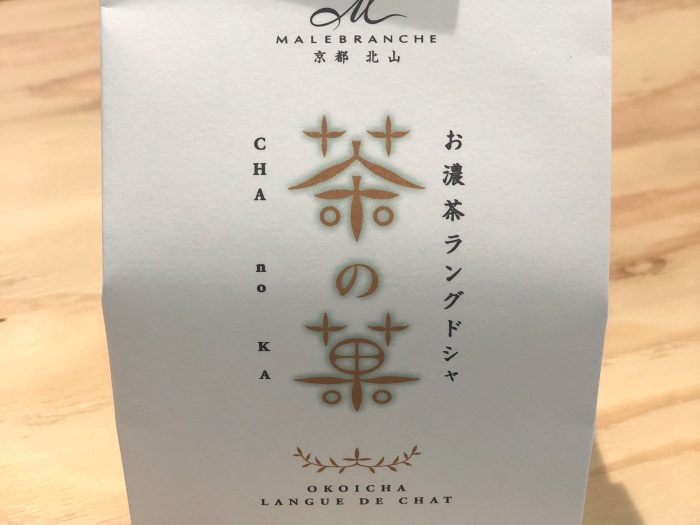 M
MALEBRANCHE
京都 北山
お濃茶ラングドシャ
茶の菓
CHA no KA
OKOICHA
LANGUE DE CHAT